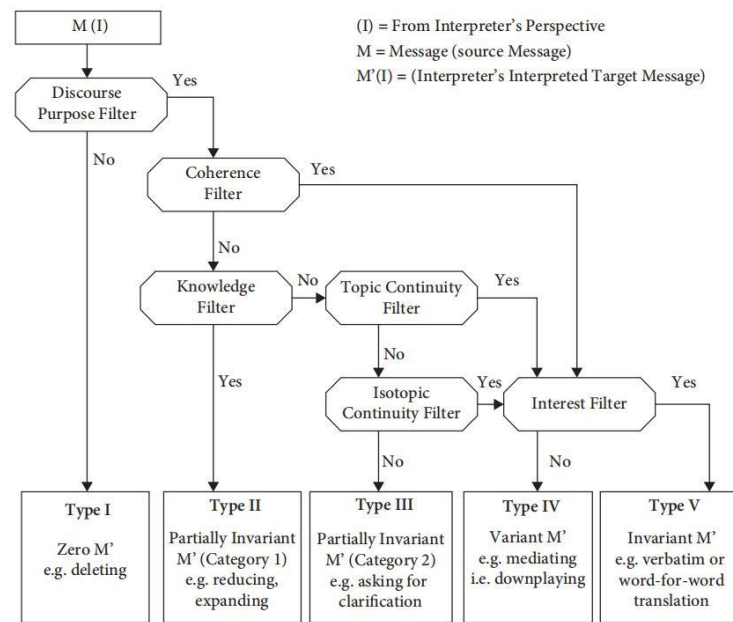 M (I)
(I) = From Interpreter's Perspective
M = Message (source Message)
M'(I) = (Interpreter's Interpreted Target Message)
Discourse
Purpose Filter
Yes
No
Coherence
Filter
Yes
No
Knowledge
Filter
No
Topic Continuity
Filter
Yes
No
Yes
Isotopic
Continuity Filter
Yes
Interest Filter
Yes
No
No
Type I
Zero M'
e.g. deleting
Type II
Partially Invariant
M' (Category 1)
e.g. reducing,
expanding
Type III
Partially Invariant
M' (Category 2)
e.g. asking for
clarification
Type IV
Variant M'
e.g. mediating
i.e. downplaying
Type V
Invariant M'
e.g. verbatim or
word-for-word
translation